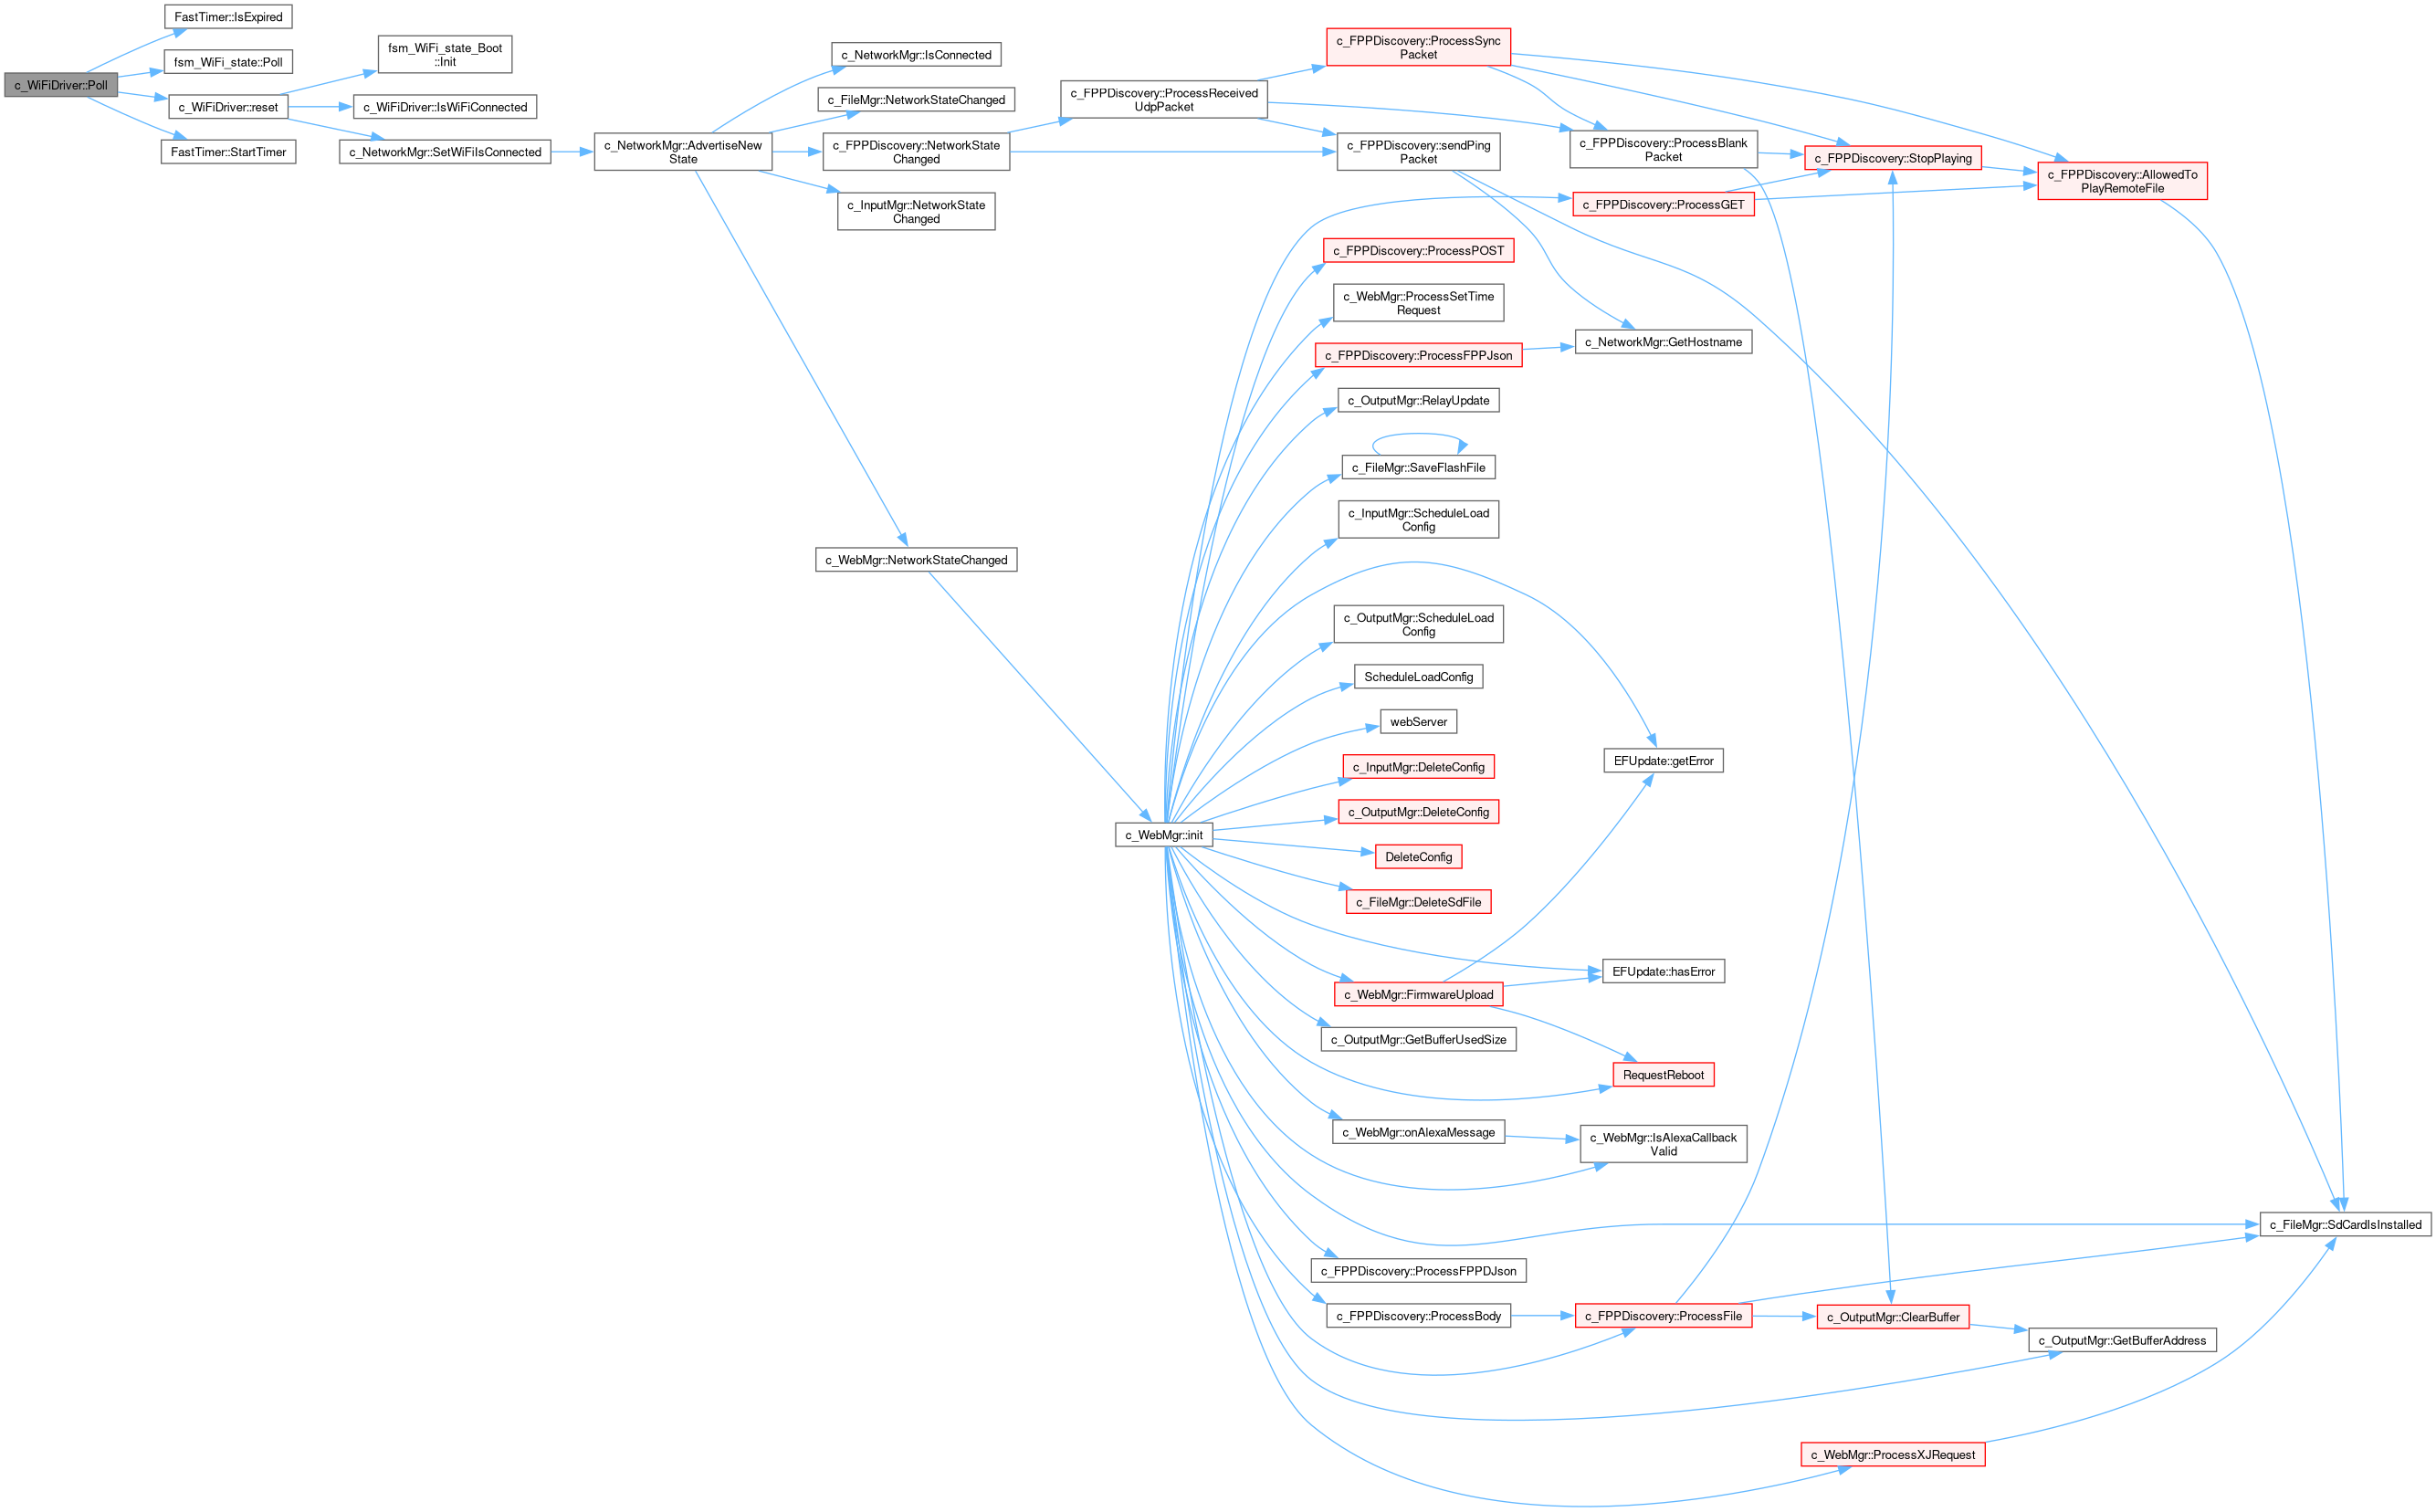 c_WiFiDriver::Poll
FastTimer::IsExpired
fsm_WiFi_state::Poll
c_WiFiDriver::reset
FastTimer::StartTimer
fsm_WiFi_state_Boot
::Init
c_WiFiDriver::IsWiFiConnected
c_NetworkMgr::SetWiFiIsConnected
c_NetworkMgr::AdvertiseNew
State
c_NetworkMgr::IsConnected
c_FileMgr::NetworkStateChanged
c_FPPDiscovery::NetworkState
Changed
c_InputMgr::NetworkState
Changed
c_WebMgr::NetworkStateChanged
c_FPPDiscovery::ProcessReceived
UdpPacket
c_WebMgr::init
c_FPPDiscovery::ProcessSync
Packet
c_FPPDiscovery::sendPing
Packet
c_FPPDiscovery::ProcessPOST
c_WebMgr::ProcessSetTime
Request
c_FPPDiscovery::ProcessFPPJson
c_OutputMgr::RelayUpdate
c_FileMgr::SaveFlashFile
c_InputMgr::ScheduleLoad
Config
c_OutputMgr::ScheduleLoad
Config
ScheduleLoadConfig
webServer
c_InputMgr::DeleteConfig
c_OutputMgr::DeleteConfig
DeleteConfig
c_FileMgr::DeleteSdFile
c_WebMgr::FirmwareUpload
c_OutputMgr::GetBufferUsedSize
c_WebMgr::onAlexaMessage
c_FPPDiscovery::ProcessFPPDJson
c_FPPDiscovery::ProcessBody
c_FPPDiscovery::ProcessBlank
Packet
c_FPPDiscovery::ProcessGET
c_NetworkMgr::GetHostname
EFUpdate::getError
EFUpdate::hasError
RequestReboot
c_WebMgr::IsAlexaCallback
Valid
c_FPPDiscovery::ProcessFile
c_FPPDiscovery::StopPlaying
c_OutputMgr::ClearBuffer
c_WebMgr::ProcessXJRequest
c_FPPDiscovery::AllowedTo
PlayRemoteFile
c_OutputMgr::GetBufferAddress
c_FileMgr::SdCardIsInstalled